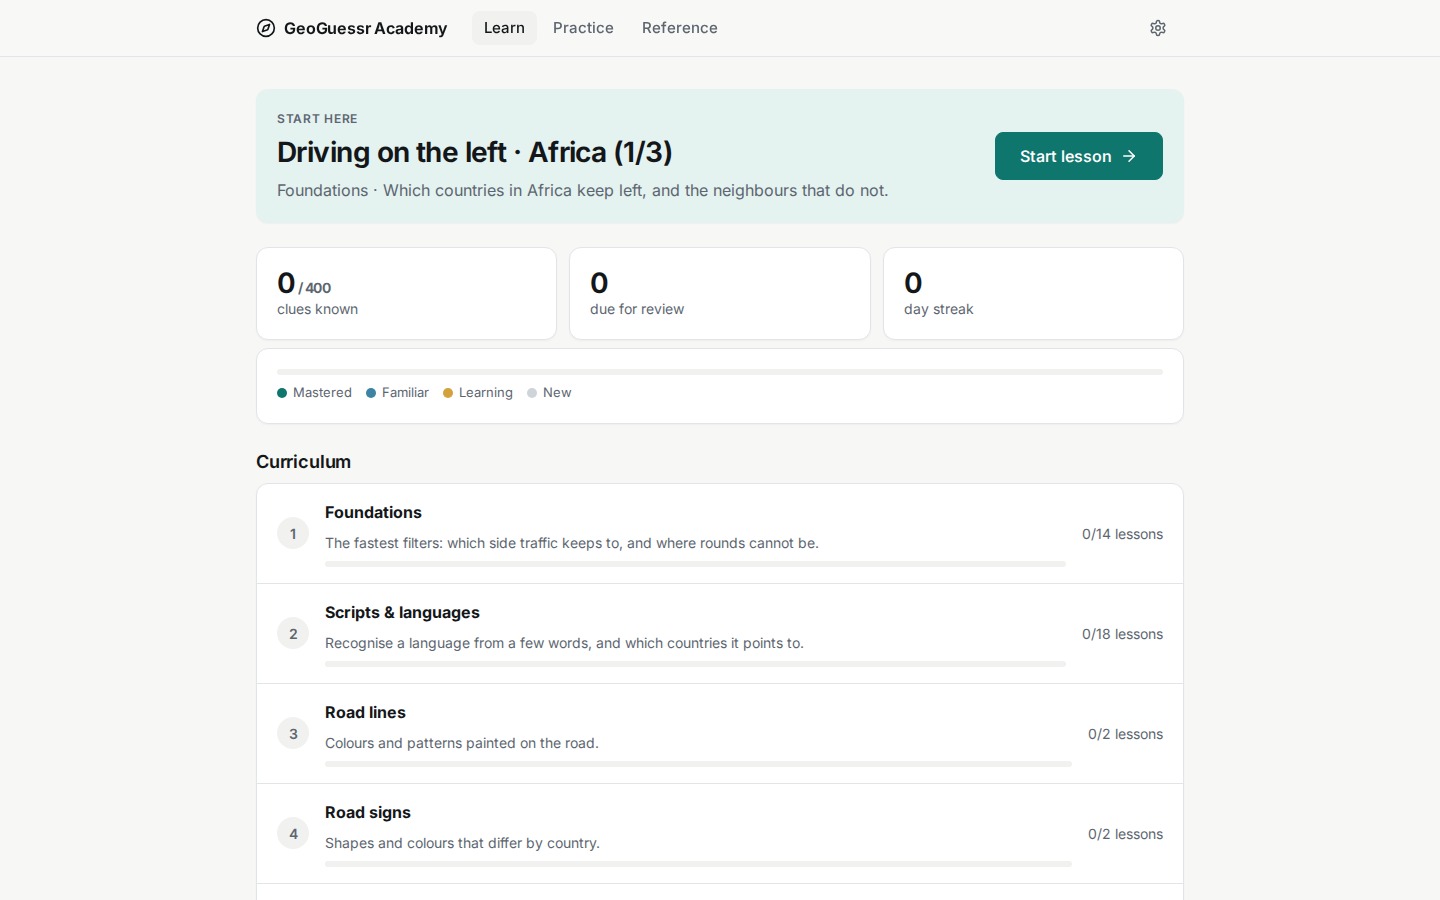 GeoGuessr Academy
Learn
Practice
Reference
START HERE
Driving on the left · Africa (1/3)
Foundations · Which countries in Africa keep left, and the neighbours that do not.
Start lesson →
0 / 400
clues known
0
due for review
0
day streak
Mastered
Familiar
Learning
New
Curriculum
1
Foundations
The fastest filters: which side traffic keeps to, and where rounds cannot be.
0/14 lessons
2
Scripts & languages
Recognise a language from a few words, and which countries it points to.
0/18 lessons
3
Road lines
Colours and patterns painted on the road.
0/2 lessons
4
Road signs
Shapes and colours that differ by country.
0/2 lessons